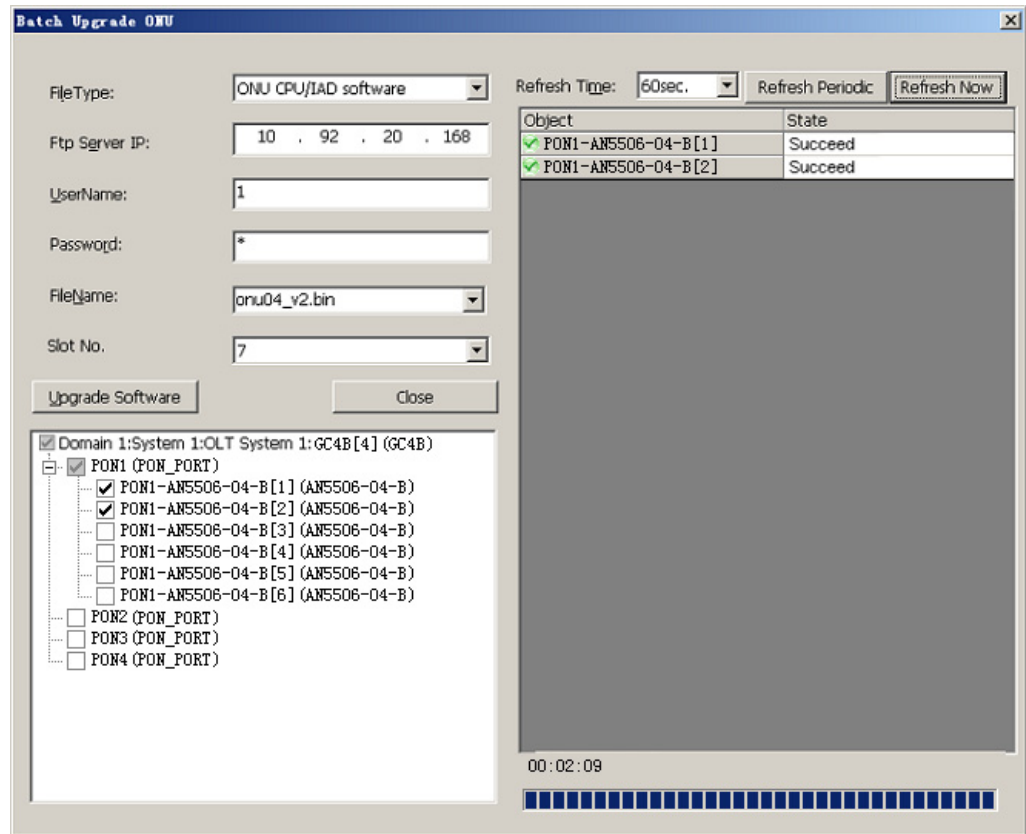 Batch Upgrade ONU
FileType:
ONU CPU/IAD software
Ftp Server IP:
10 . 92 . 20 . 168
UserName:
1
Password:
*
FileName:
onu04_v2.bin
Slot No.
7
Upgrade Software
Close
Domain 1:System 1:OLT System 1:GC4B[4](GC4B)
PON1(PON_PORT)
PON1-AN5506-04-B[1](AN5506-04-B)
PON1-AN5506-04-B[2](AN5506-04-B)
PON1-AN5506-04-B[3](AN5506-04-B)
PON1-AN5506-04-B[4](AN5506-04-B)
PON1-AN5506-04-B[5](AN5506-04-B)
PON1-AN5506-04-B[6](AN5506-04-B)
PON2(PON_PORT)
PON3(PON_PORT)
PON4(PON_PORT)
Refresh Time:
60sec.
Refresh Periodic
Refresh Now
Object State
PON1-AN5506-04-B[1] Succeed
PON1-AN5506-04-B[2] Succeed
00:02:09